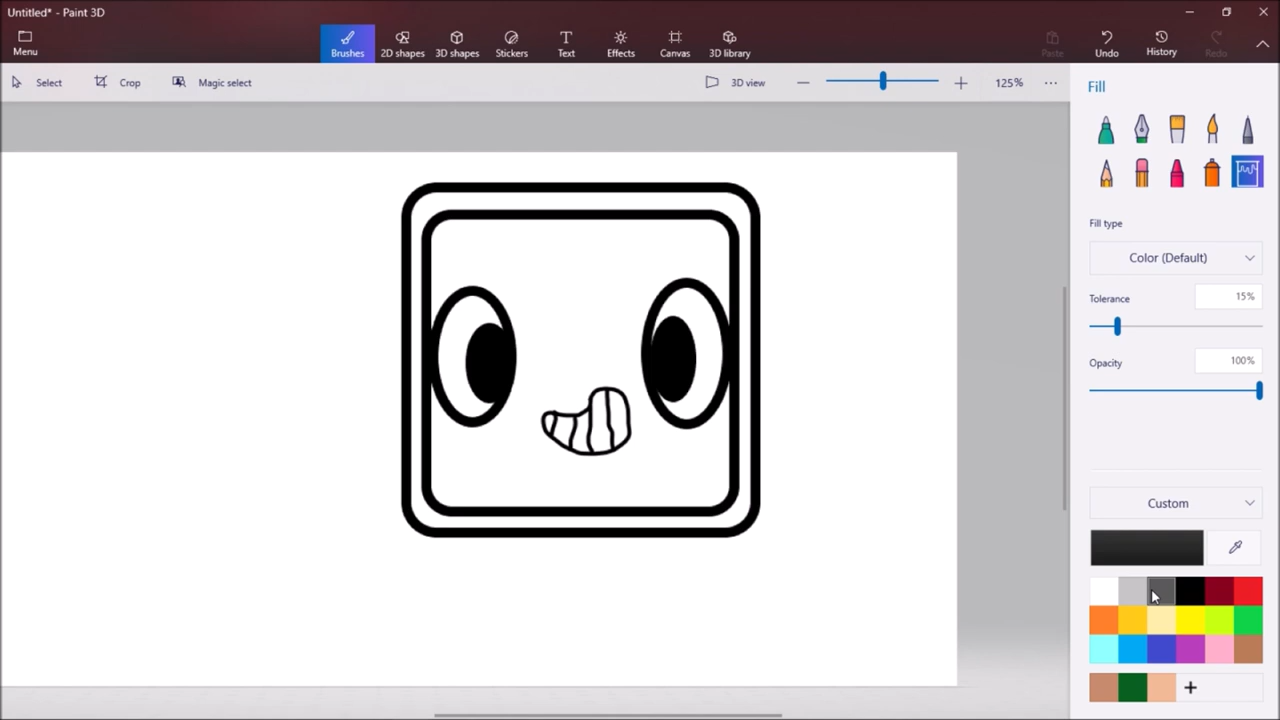 Untitled* - Paint 3D
Menu
Brushes
2D shapes
3D shapes
Stickers
Text
Effects
Canvas
3D library
Paste
Undo
History
Redo
Select
Crop
Magic select
3D view
125%
Fill
Fill type
Color (Default)
Tolerance
15%
Opacity
100%
Custom